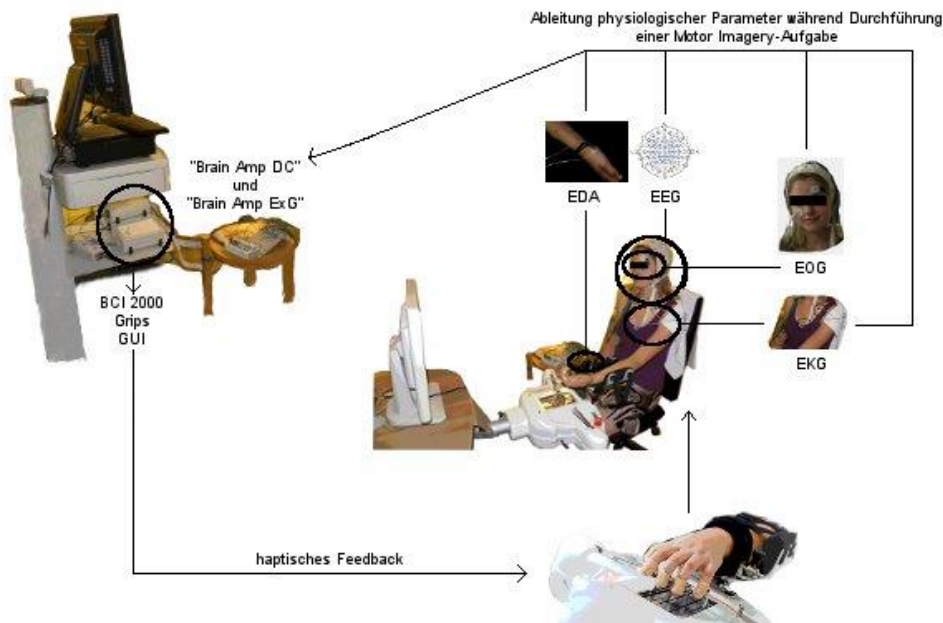 Ableitung physiologischer Parameter während Durchführung
einer Motor Imagery-Aufgabe
"Brain Amp DC"
und
"Brain Amp ExG"
EDA
EEG
EOG
BCI 2000
Grips
GUI
EKG
haptisches Feedback